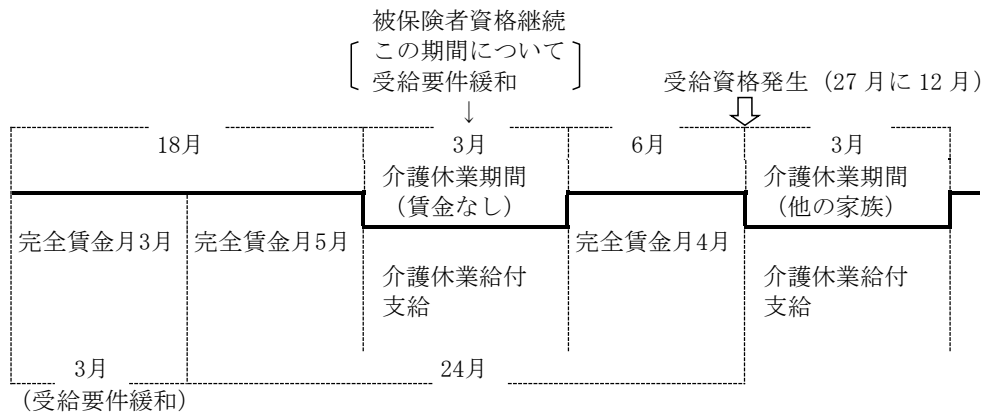 被保険者資格継続
この期間について
受給要件緩和
↓
受給資格発生（27月に12月）
18月
3月
6月
3月
介護休業期間
（賃金なし）
介護休業期間
（他の家族）
完全賃金月3月
完全賃金月5月
完全賃金月4月
介護休業給付
支給
介護休業給付
支給
3月
24月
（受給要件緩和）